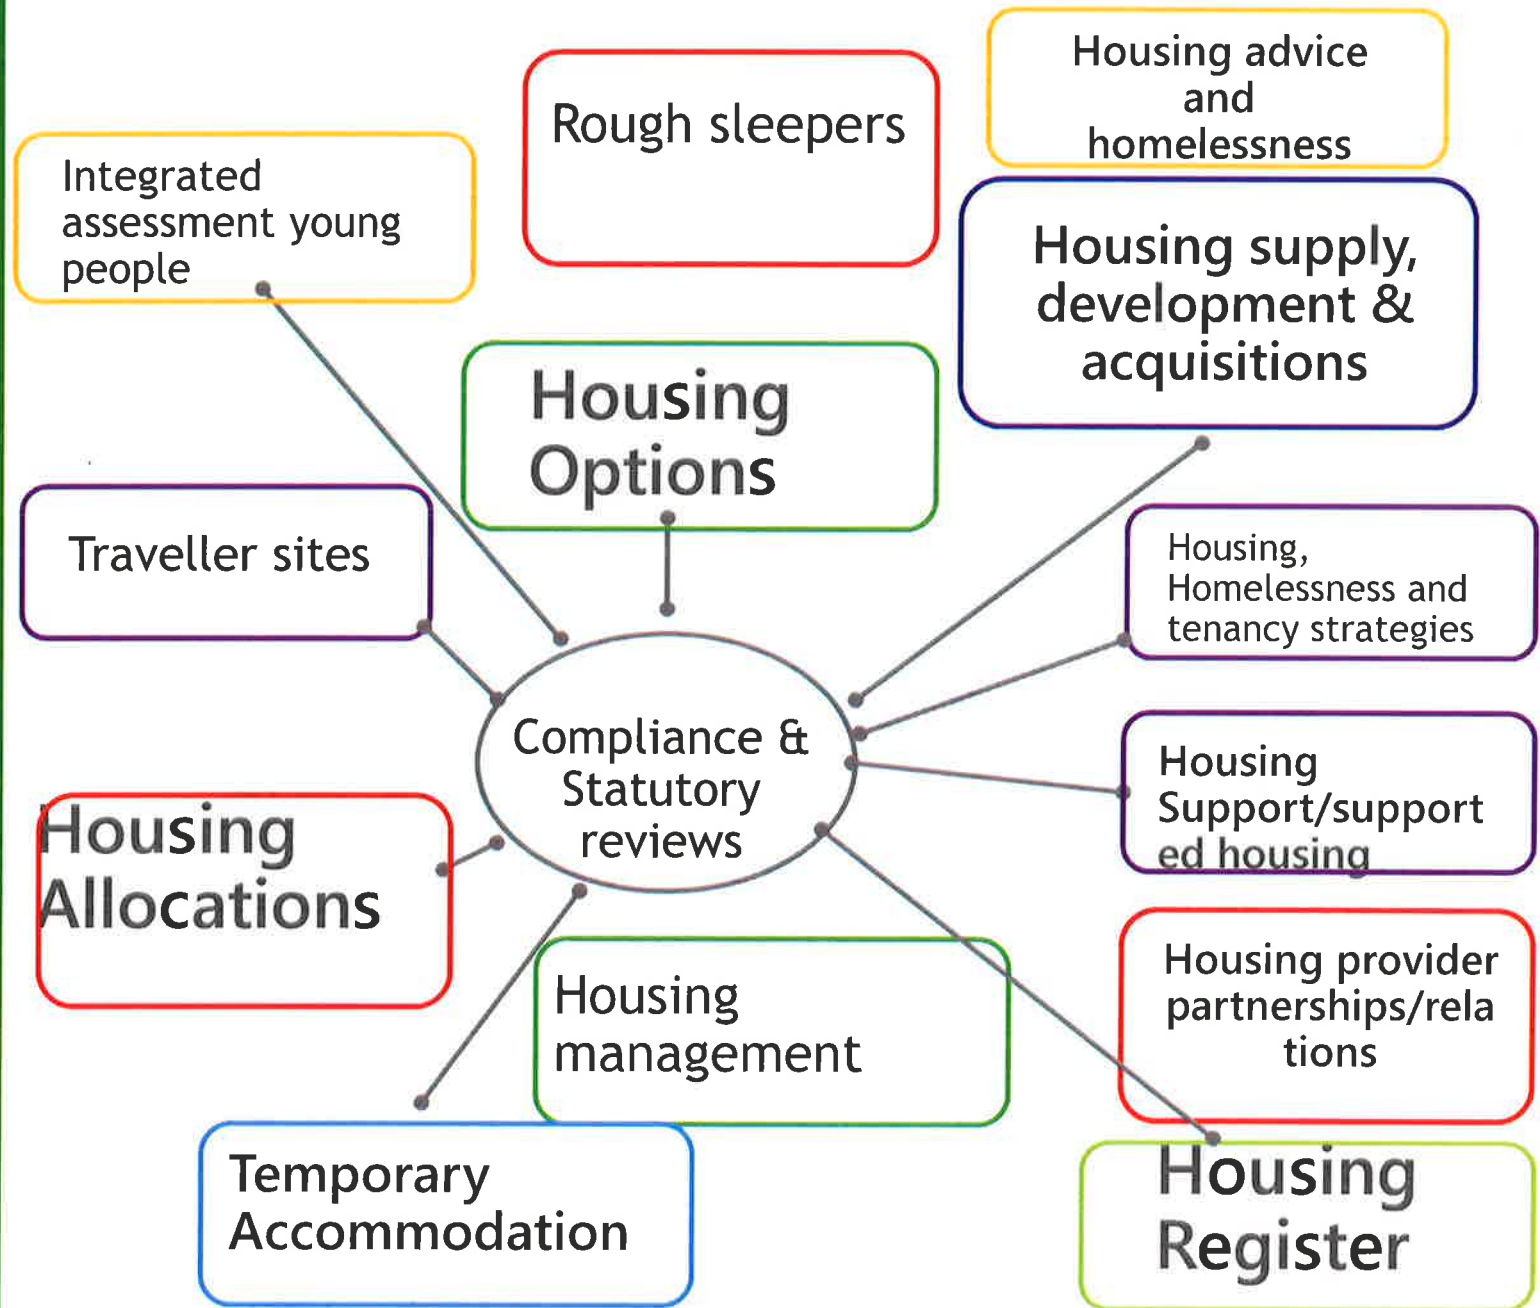 Housing advice
and
homelessness
Rough sleepers
Integrated
assessment young
people
Housing supply,
development &
acquisitions
Housing
Options
Traveller sites
Housing,
Homelessness and
tenancy strategies
Compliance &
Statutory
reviews
Housing
Support/support
ed housing
Housing
Allocations
Housing provider
partnerships/rela
tions
Housing
management
Temporary
Accommodation
Housing
Register